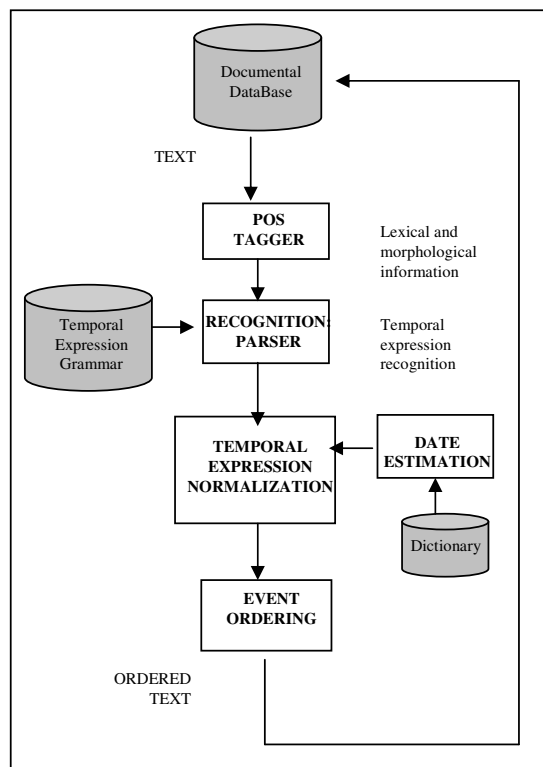 Documental
DataBase
TEXT
POS
TAGGER
Lexical and
morphological
information
Temporal
Expression
Grammar
RECOGNITION:
PARSER
Temporal
expression
recognition
TEMPORAL
EXPRESSION
NORMALIZATION
DATE
ESTIMATION
Dictionary
EVENT
ORDERING
ORDERED
TEXT